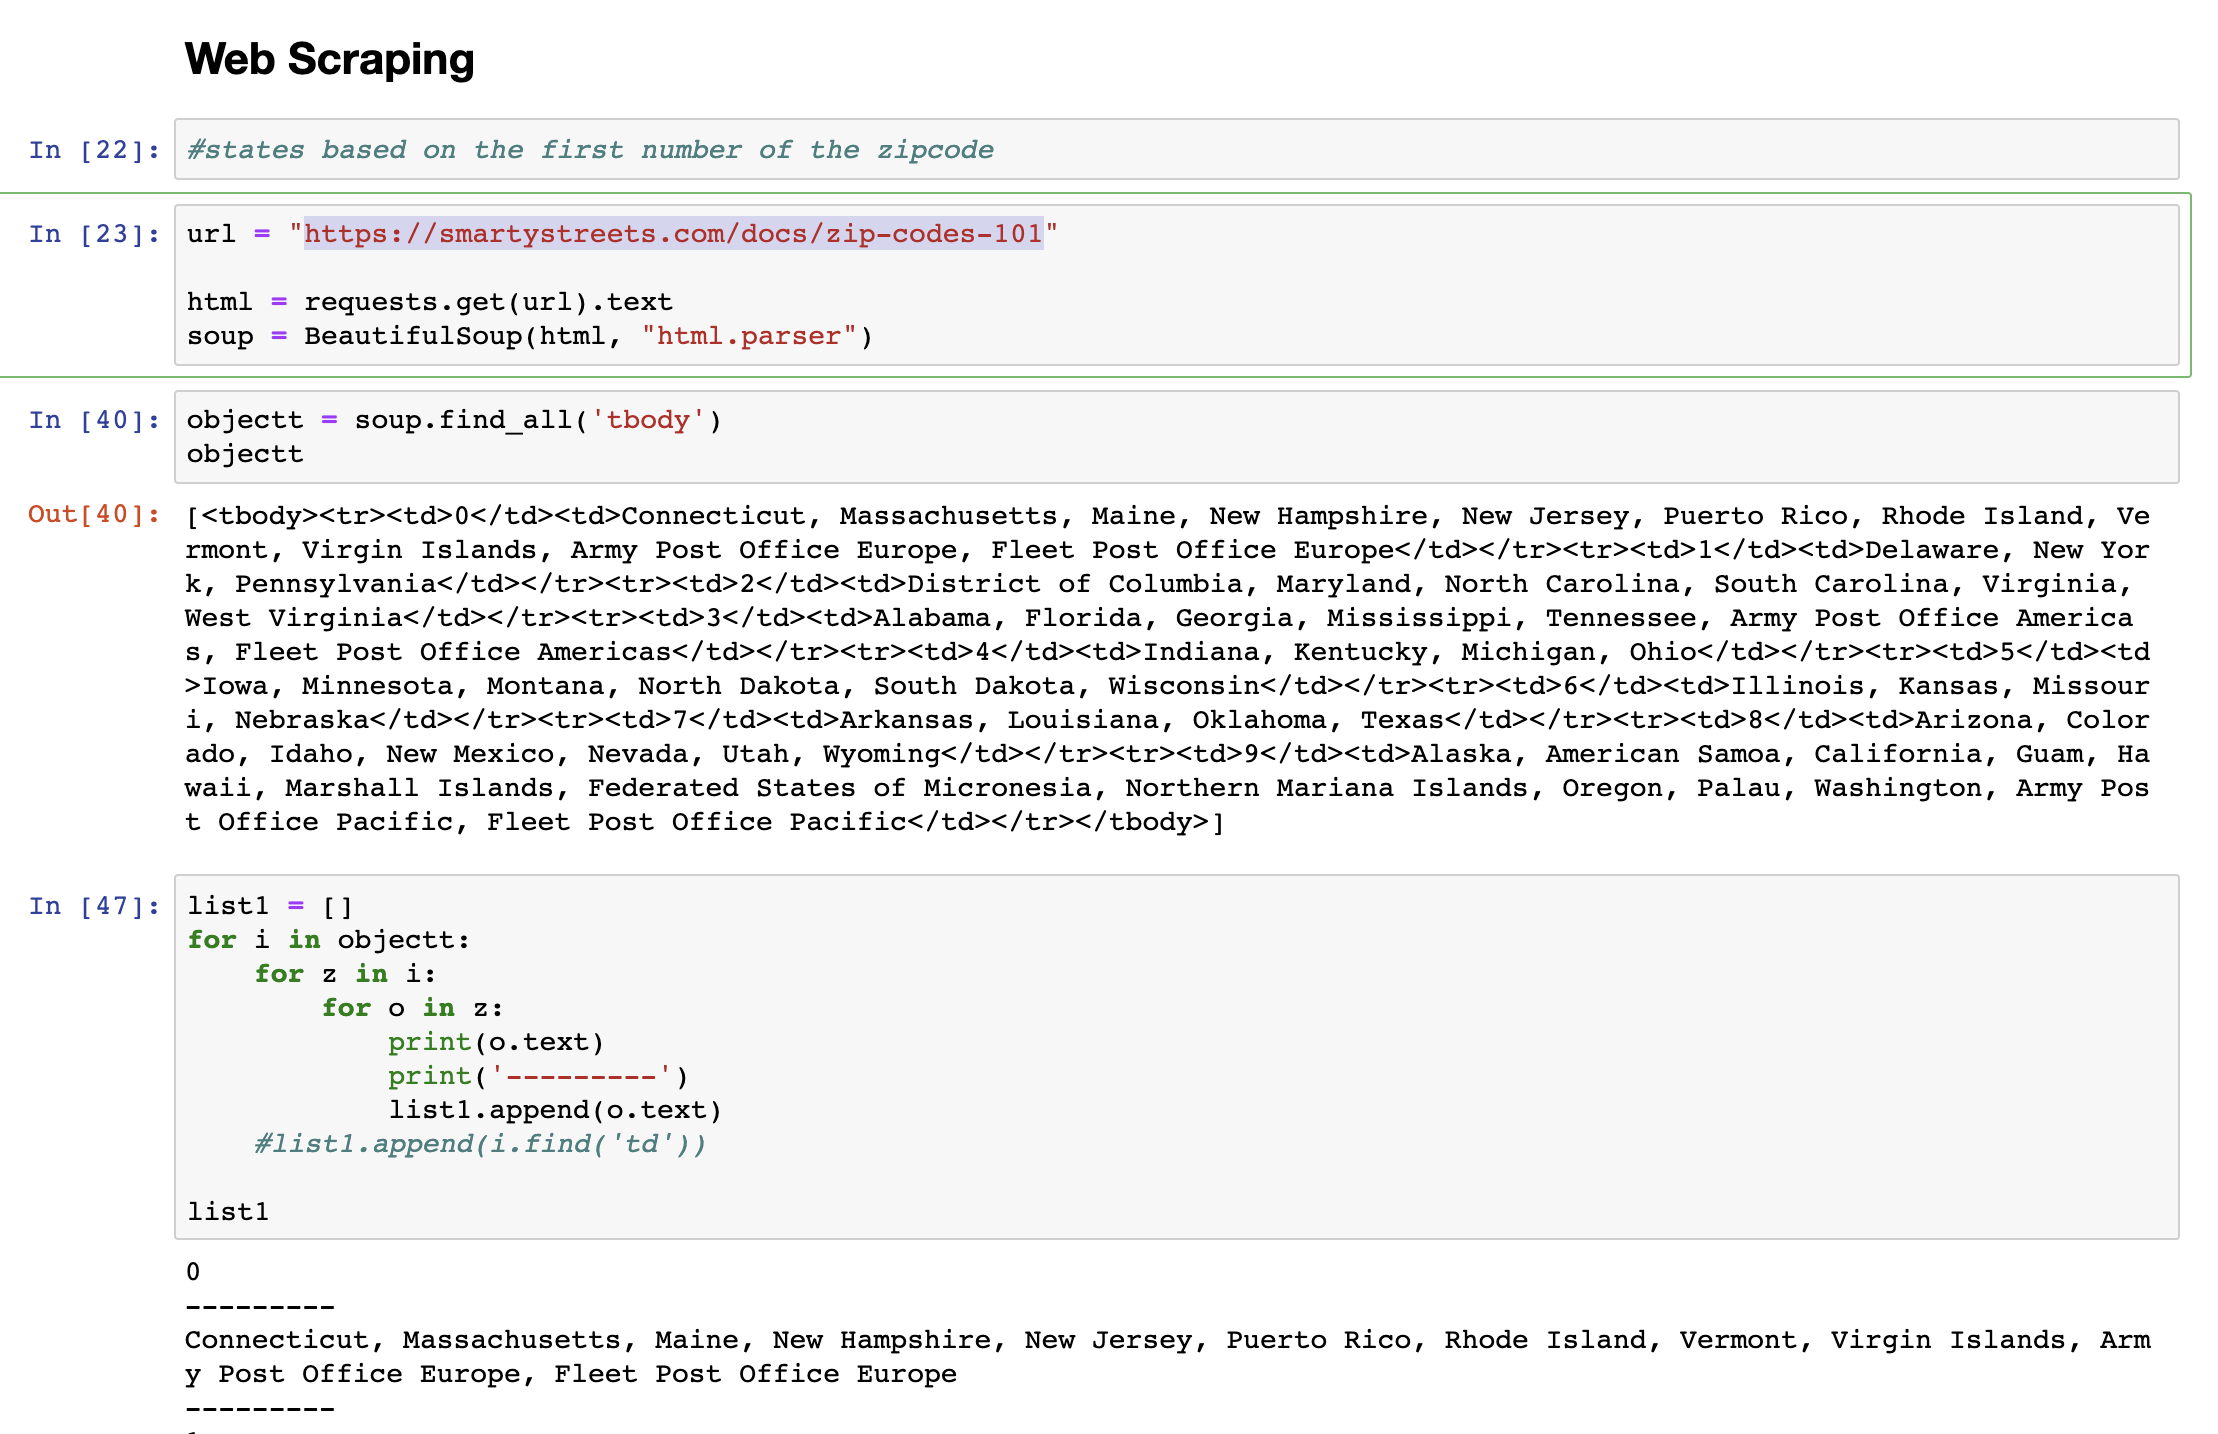 Web Scraping
In [22]: #states based on the first number of the zipcode
In [23]: url = "https://smartystreets.com/docs/zip-codes-101"
html = requests.get(url).text
soup = BeautifulSoup(html, "html.parser")
In [40]: objectt = soup.find_all('tbody')
objectt
Out[40]: [<tbody><tr><td>0</td><td>Connecticut, Massachusetts, Maine, New Hampshire, New Jersey, Puerto Rico, Rhode Island, Ve
rmont, Virgin Islands, Army Post Office Europe, Fleet Post Office Europe</td></tr><tr><td>1</td><td>Delaware, New Yor
k, Pennsylvania</td></tr><tr><td>2</td><td>District of Columbia, Maryland, North Carolina, South Carolina, Virginia,
West Virginia</td></tr><tr><td>3</td><td>Alabama, Florida, Georgia, Mississippi, Tennessee, Army Post Office America
s, Fleet Post Office Americas</td></tr><tr><td>4</td><td>Indiana, Kentucky, Michigan, Ohio</td></tr><tr><td>5</td><td
>Iowa, Minnesota, Montana, North Dakota, South Dakota, Wisconsin</td></tr><tr><td>6</td><td>Illinois, Kansas, Missour
i, Nebraska</td></tr><tr><td>7</td><td>Arkansas, Louisiana, Oklahoma, Texas</td></tr><tr><td>8</td><td>Arizona, Color
ado, Idaho, New Mexico, Nevada, Utah, Wyoming</td></tr><tr><td>9</td><td>Alaska, American Samoa, California, Guam, Ha
waii, Marshall Islands, Federated States of Micronesia, Northern Mariana Islands, Oregon, Palau, Washington, Army Pos
t Office Pacific, Fleet Post Office Pacific</td></tr></tbody>]
In [47]: list1 = []
for i in objectt:
    for z in i:
        for o in z:
            print(o.text)
            print('---------')
            list1.append(o.text)
    #list1.append(i.find('td'))
list1
0
---------
Connecticut, Massachusetts, Maine, New Hampshire, New Jersey, Puerto Rico, Rhode Island, Vermont, Virgin Islands, Arm
y Post Office Europe, Fleet Post Office Europe
---------